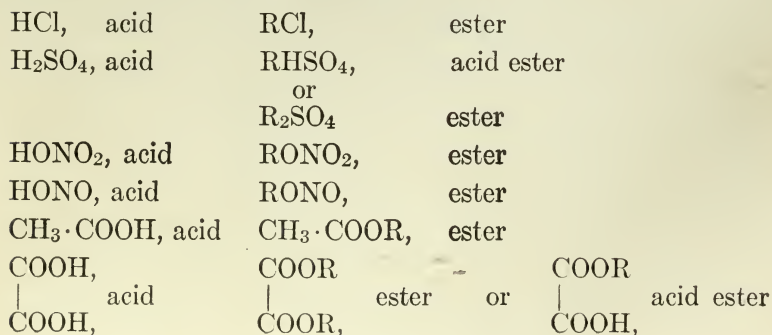 HCl, acid RCl, ester
H₂SO₄, acid RHSO₄, acid ester
or
R₂SO₄ ester
HONO₂, acid RONO₂, ester
HONO, acid RONO, ester
CH₃·COOH, acid CH₃·COOR, ester
COOH, COOR COOR
| acid | ester or | acid ester
COOH, COOR, COOH,